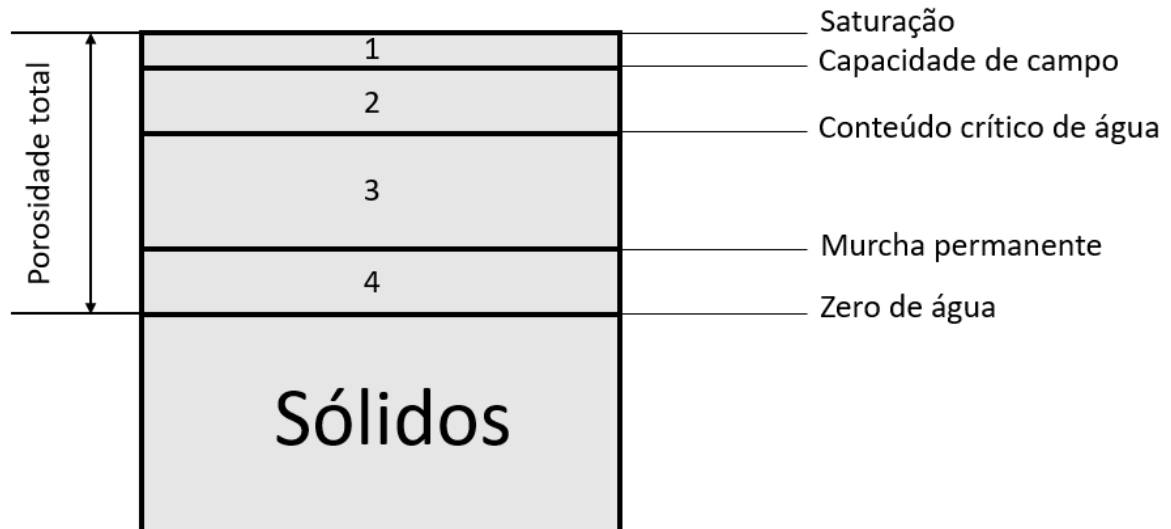 Saturação
1
Capacidade de campo
2
Conteúdo crítico de água
Porosidade total
3
Murcha permanente
4
Zero de água
Sólidos